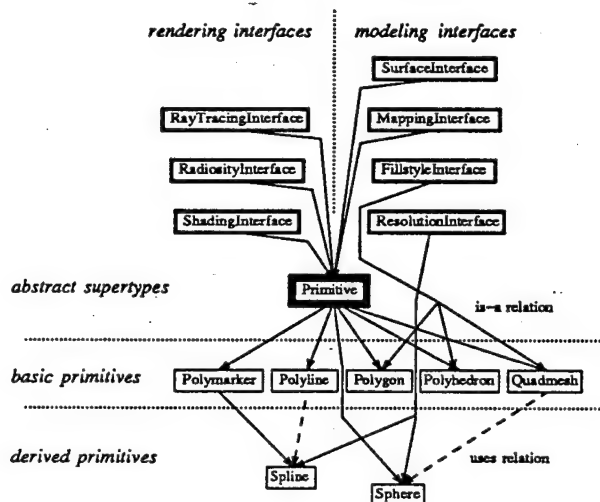 rendering interfaces
modeling interfaces
SurfaceInterface
RayTracingInterface
MappingInterface
RadiosityInterface
FillstyleInterface
ShadingInterface
ResolutionInterface
abstract supertypes
Primitive
is-a relation
basic primitives
Polymarker
Polyline
Polygon
Polyhedron
Quadmesh
derived primitives
Spline
uses relation
Sphere